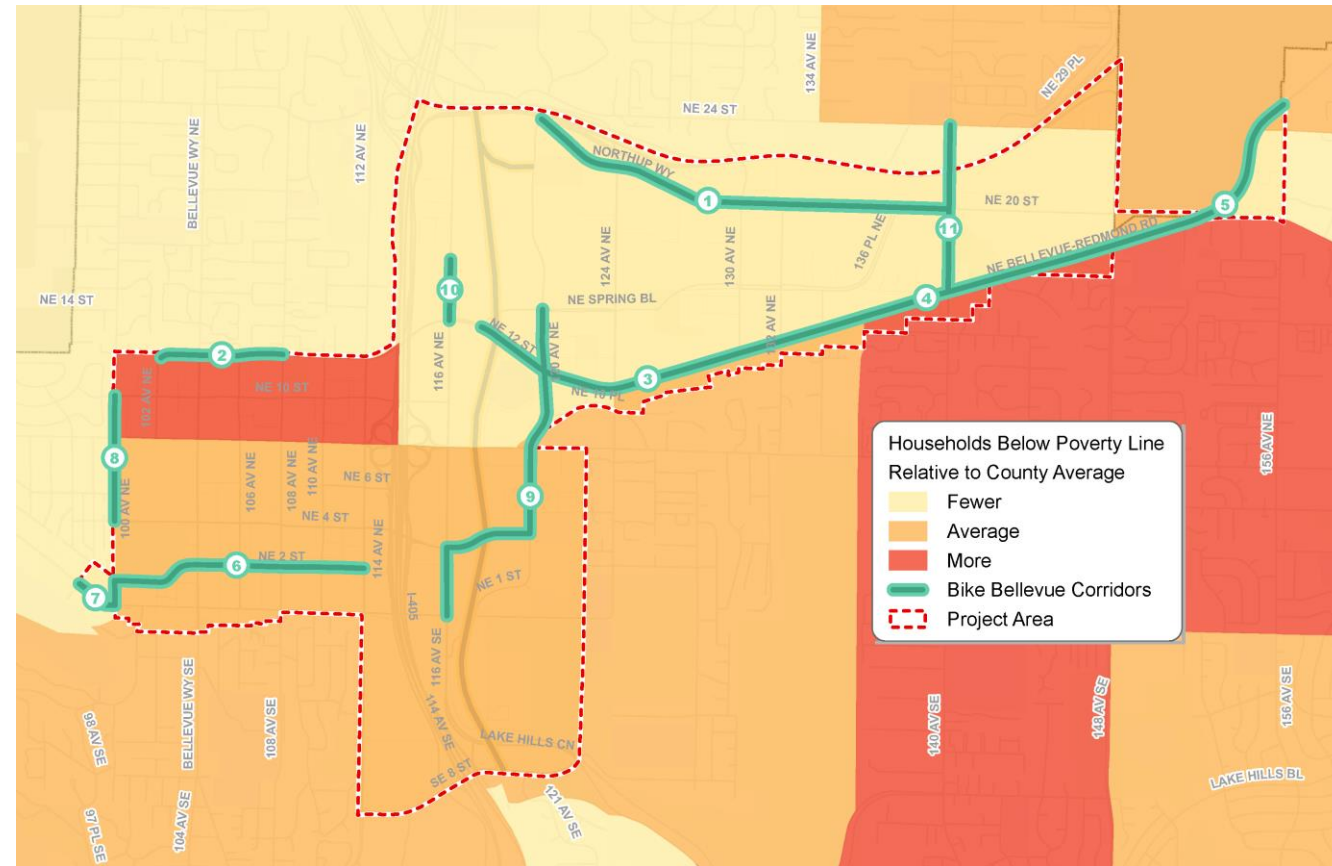 134 AV NE
NE 29 PL
NE 24 ST
BELLEVUE WY NE
112 AV NE
NORTHUP WY
1
NE 20 ST
5
11
136 PL NE
NE BELLEVUE-REDMOND RD
124 AV NE
130 AV NE
10
NE 14 ST
NE SPRING BL
4
NE 12 ST
116 AV NE
120 AV NE
132 AV NE
2
3
NE 10 ST
NE 10 PL
102 AV NE
8
106 AV NE
108 AV NE
110 AV NE
NE 6 ST
9
100 AV NE
NE 4 ST
114 AV NE
NE 2 ST
6
7
NE 1 ST
I-405
116 AV SE
114 AV SE
LAKE HILLS CN
SE 8 ST
121 AV SE
98 AV SE
BELLEVUE WY SE
108 AV SE
97 PL SE
104 AV SE
156 AV NE
Households Below Poverty Line
Relative to County Average
Fewer
Average
More
Bike Bellevue Corridors
Project Area
140 AV SE
148 AV SE
156 AV SE
LAKE HILLS BL